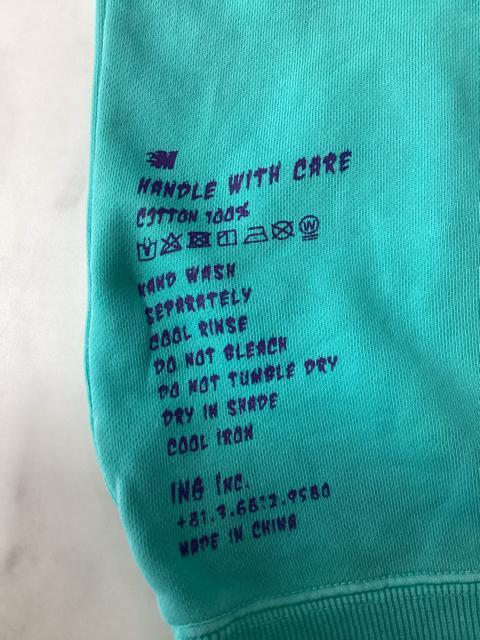 M
HANDLE WITH CARE
COTTON 100%
W
HAND WASH
SEPARATELY
COOL RINSE
DO NOT BLEACH
DO NOT TUMBLE DRY
DRY IN SHADE
COOL IRON
ING INC.
+81.3.6812.9580
MADE IN CHINA